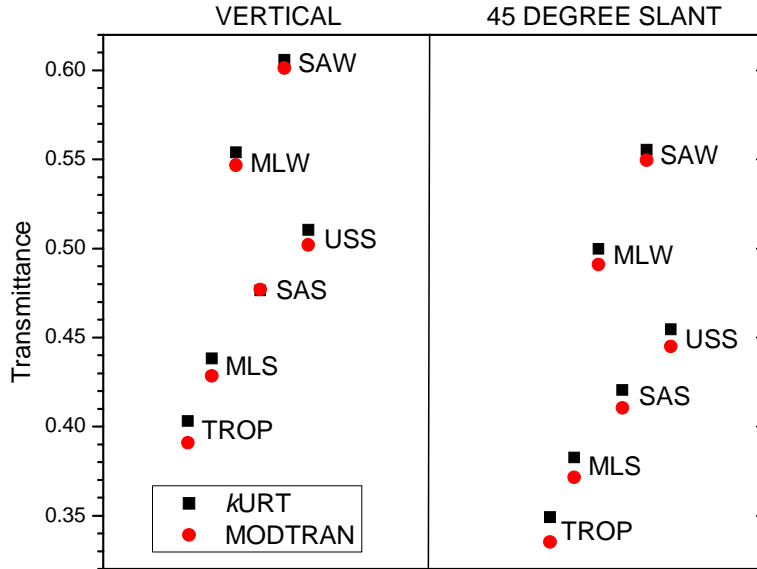 VERTICAL
45 DEGREE SLANT
Transmittance
0.60
0.55
0.50
0.45
0.40
0.35
SAW
MLW
USS
SAS
MLS
TROP
SAW
MLW
USS
SAS
MLS
TROP
kURT
MODTRAN